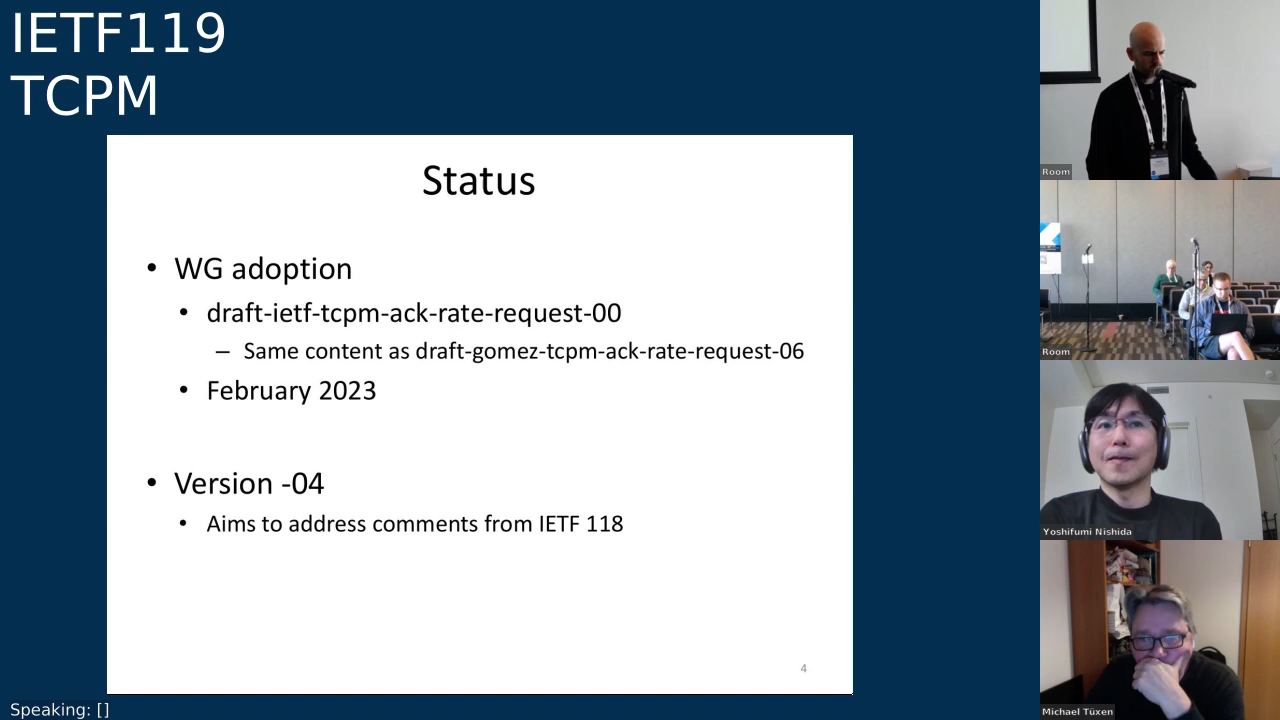 IETF119
TCPM
Status
• WG adoption
• draft-ietf-tcpm-ack-rate-request-00
– Same content as draft-gomez-tcpm-ack-rate-request-06
• February 2023
• Version -04
• Aims to address comments from IETF 118
4
Speaking: []
Room
Room
Yoshifumi Nishida
Michael Tüxen